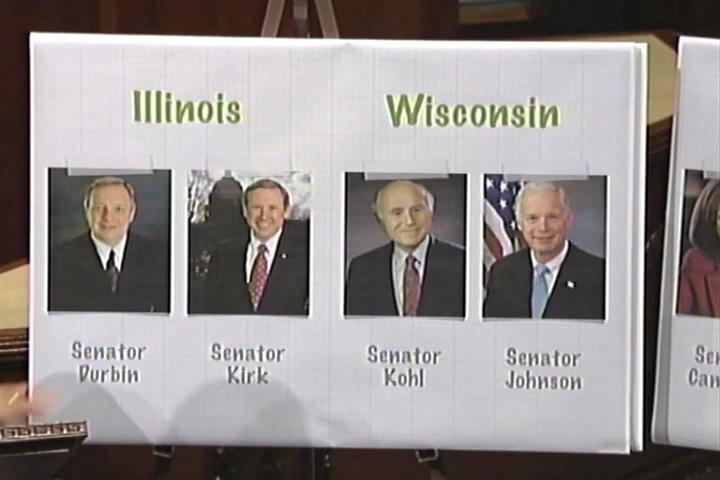 Illinois
Wisconsin
Senator
Durbin
Senator
Kirk
Senator
Kohl
Senator
Johnson